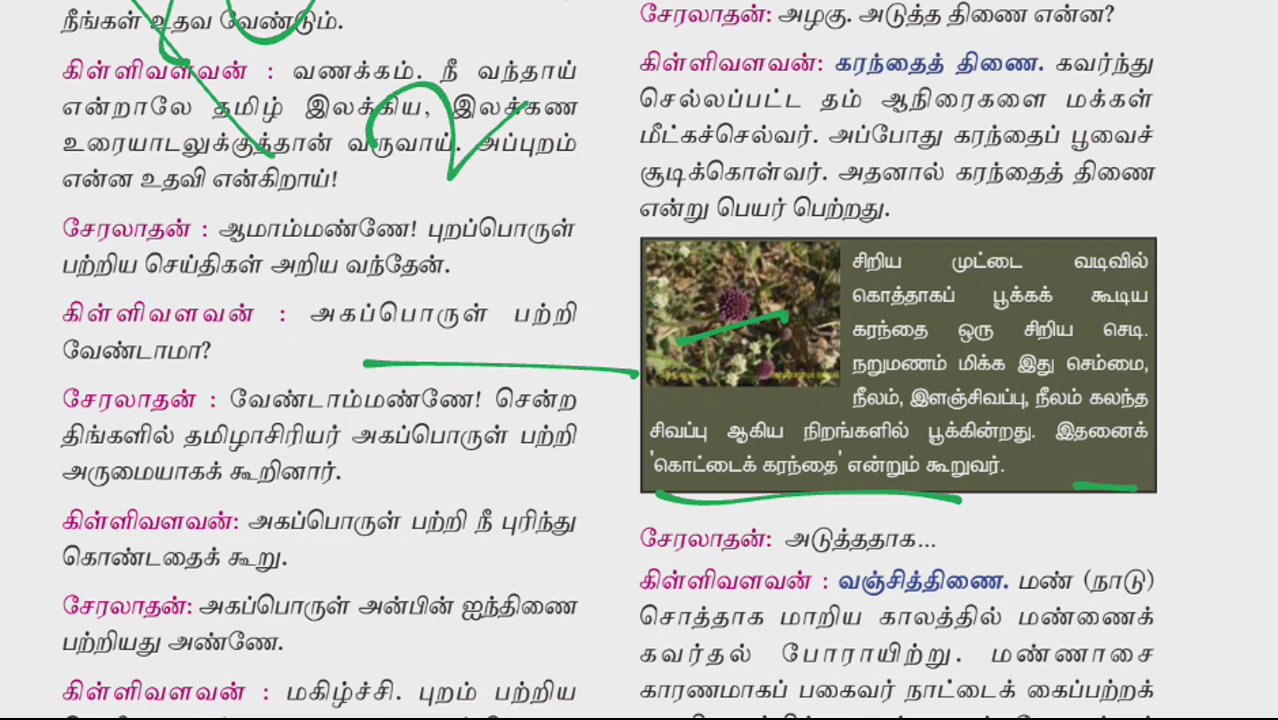 நீங்கள் உதவ வேண்டும்.
கிள்ளிவளவன் : வணக்கம். நீ வந்தாய்
என்றாலே தமிழ் இலக்கிய, இலக்கண
உரையாடலுக்குத்தான் வருவாய். அப்புறம்
என்ன உதவி என்கிறாய்!
சேரலாதன் : ஆமாம்மண்ணே! புறப்பொருள்
பற்றிய செய்திகள் அறிய வந்தேன்.
கிள்ளிவளவன் : அகப்பொருள் பற்றி
வேண்டாமா?
சேரலாதன் : வேண்டாம்மண்ணே! சென்ற
திங்களில் தமிழாசிரியர் அகப்பொருள் பற்றி
அருமையாகக் கூறினார்.
கிள்ளிவளவன்: அகப்பொருள் பற்றி நீ புரிந்து
கொண்டதைக் கூறு.
சேரலாதன்: அகப்பொருள் அன்பின் ஐந்திணை
பற்றியது அண்ணே.
கிள்ளிவளவன் : மகிழ்ச்சி. புறம் பற்றிய
சேரலாதன்: அழகு. அடுத்த திணை என்ன?
கிள்ளிவளவன்: கரந்தைத் திணை. கவர்ந்து
செல்லப்பட்ட தம் ஆநிரைகளை மக்கள்
மீட்கச்செல்வர். அப்போது கரந்தைப் பூவைச்
சூடிக்கொள்வர். அதனால் கரந்தைத் திணை
என்று பெயர் பெற்றது.
சிறிய முட்டை வடிவில்
கொத்தாகப் பூக்கக் கூடிய
கரந்தை ஒரு சிறிய செடி.
நறுமணம் மிக்க இது செம்மை,
நீலம், இளஞ்சிவப்பு, நீலம் கலந்த
சிவப்பு ஆகிய நிறங்களில் பூக்கின்றது. இதனைக்
'கொட்டைக் கரந்தை' என்றும் கூறுவர்.
சேரலாதன்: அடுத்ததாக...
கிள்ளிவளவன் : வஞ்சித்திணை. மண் (நாடு)
சொத்தாக மாறிய காலத்தில் மண்ணைக்
கவர்தல் போராயிற்று. மண்ணாசை
காரணமாகப் பகைவர் நாட்டைக் கைப்பற்றக்